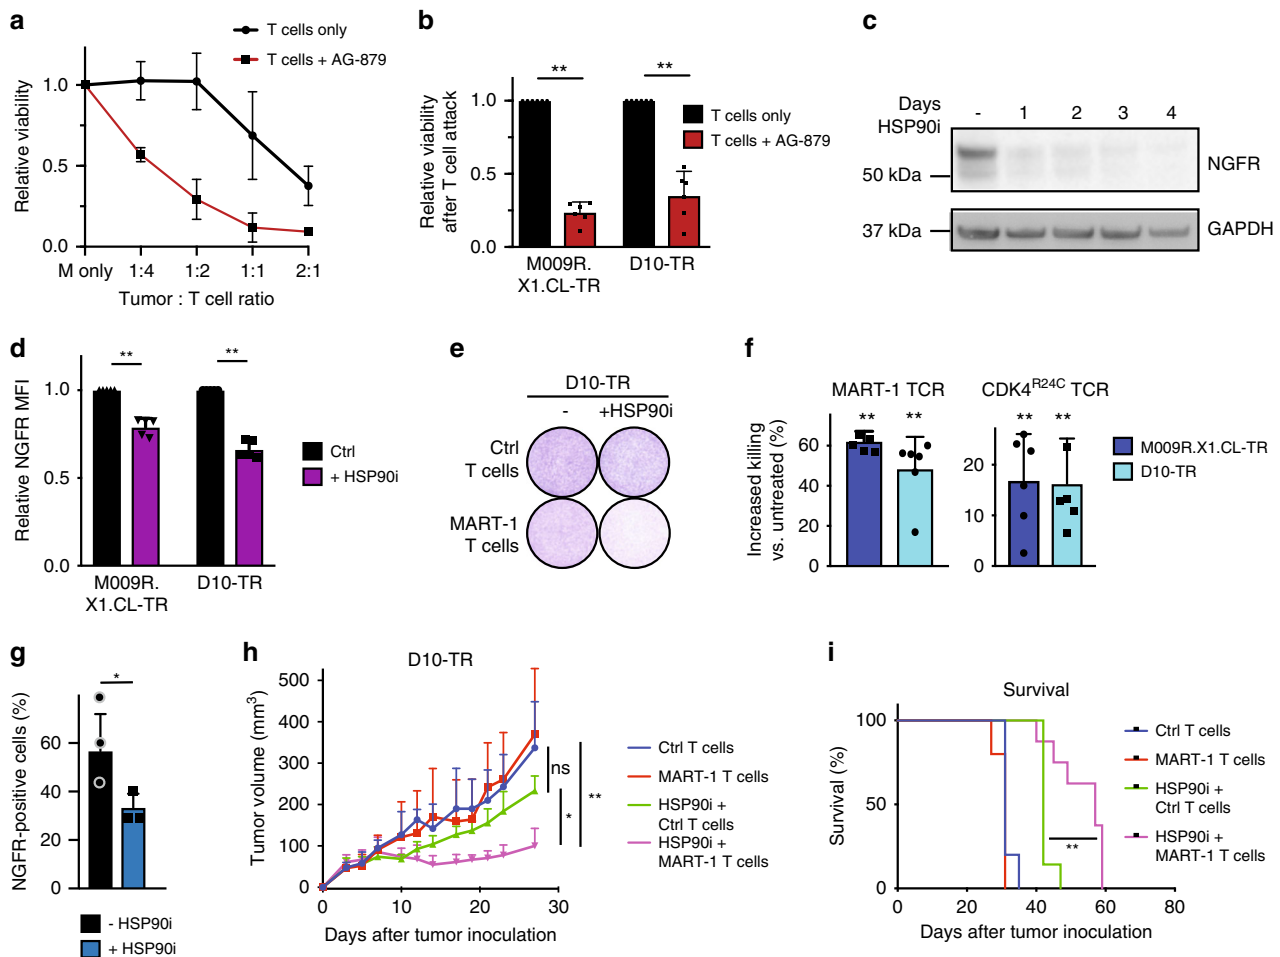 a
T cells only
T cells + AG-879
Relative viability
1.0
0.5
0.0
M only 1:4 1:2 1:1 2:1
Tumor : T cell ratio
b
Relative viability
after T cell attack
** **
1.0
0.5
0.0
T cells only
T cells + AG-879
M009R.
X1.CL-TR
D10-TR
c
Days
HSP90i
- 1 2 3 4
50 kDa
NGFR
37 kDa
GAPDH
d
Relative NGFR MFI
** **
1.0
0.5
0.0
Ctrl
+ HSP90i
M009R.
X1.CL-TR
D10-TR
e
D10-TR
- +HSP90i
Ctrl
T cells
MART-1
T cells
f
MART-1 TCR
CDK4R24C TCR
Increased killing
vs. untreated (%)
** **
60
40
20
0
** **
20
10
0
M009R.X1.CL-TR
D10-TR
g
NGFR-positive cells (%)
*
60
40
20
0
- HSP90i
+ HSP90i
h
D10-TR
Tumor volume (mm3)
500
400
300
200
100
0
0 10 20 30
Days after tumor inoculation
ns
*
**
Ctrl T cells
MART-1 T cells
HSP90i +
Ctrl T cells
HSP90i +
MART-1 T cells
i
Survival
Survival (%)
100
50
0
0 20 40 60 80
Days after tumor inoculation
**
Ctrl T cells
MART-1 T cells
HSP90i +
Ctrl T cells
HSP90i +
MART-1 T cells